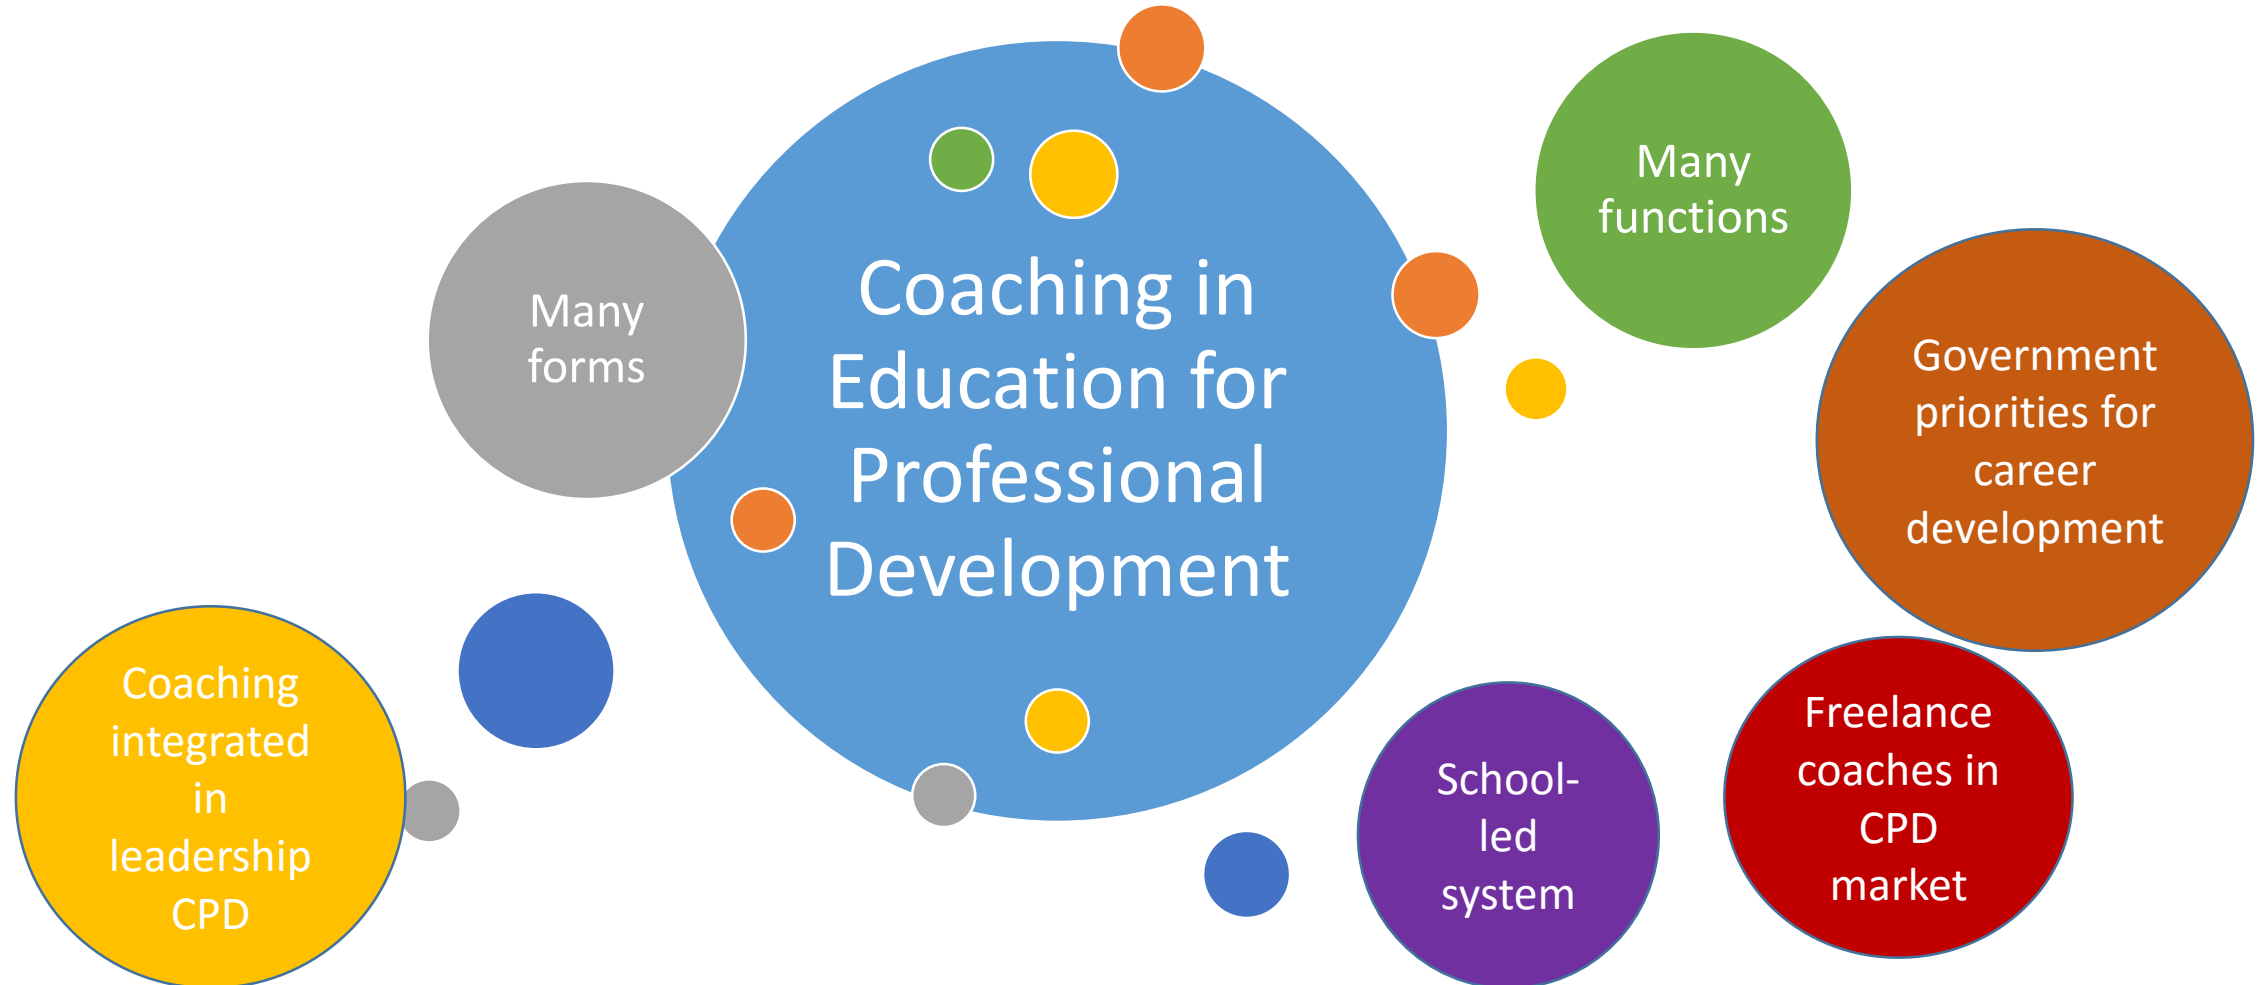 Coaching in
Education for
Professional
Development
Many
forms
Many
functions
Government
priorities for
career
development
Coaching
integrated
in
leadership
CPD
School-
led
system
Freelance
coaches in
CPD
market